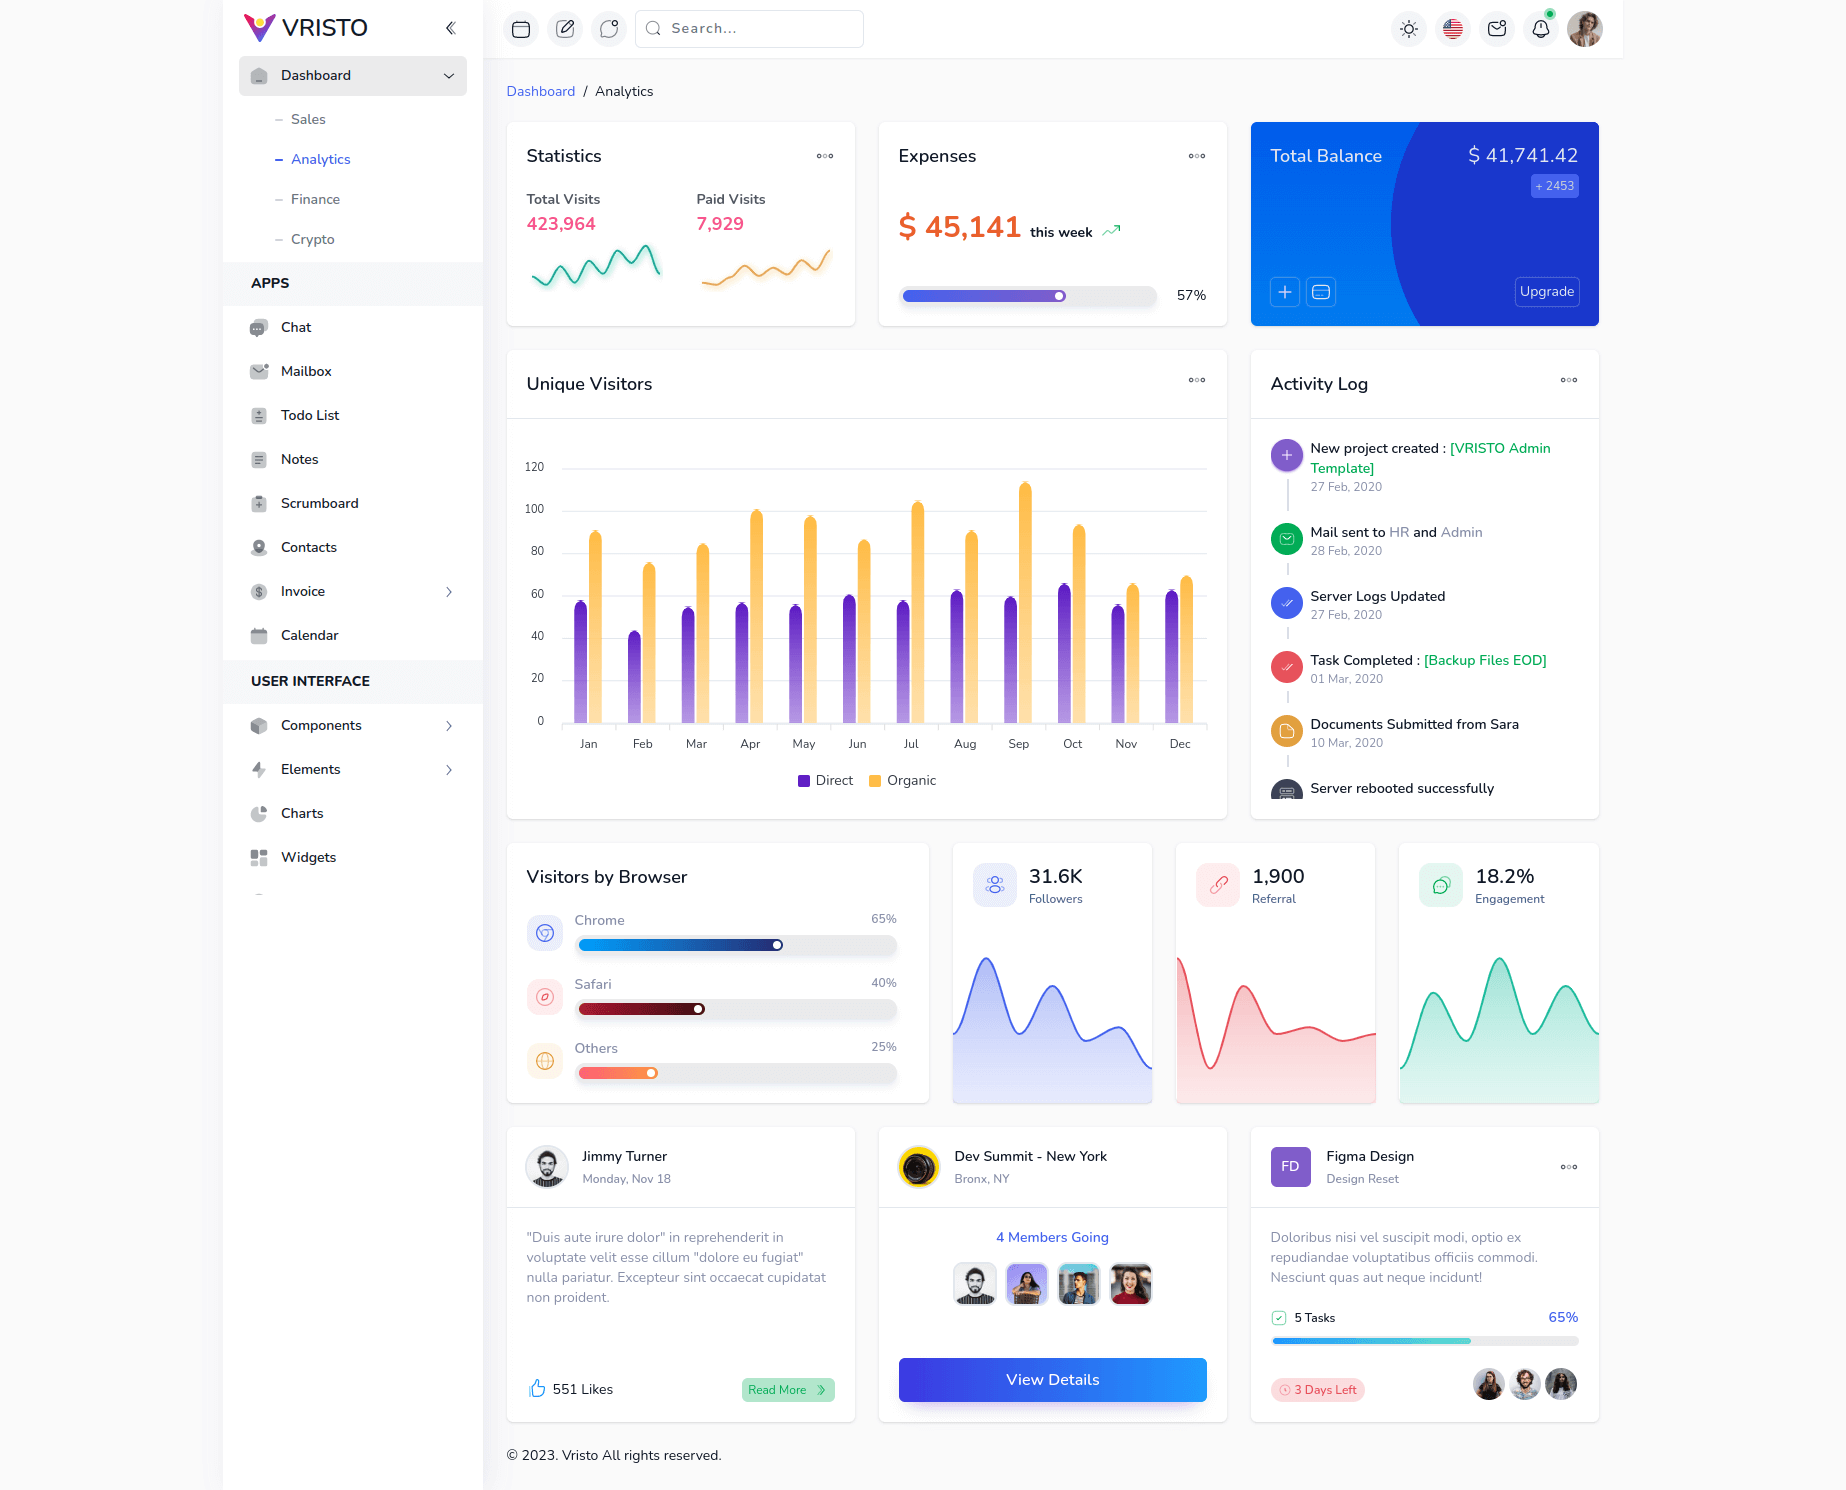 VRISTO
Search...
Dashboard
Sales
Analytics
Finance
Crypto
APPS
Chat
Mailbox
Todo List
Notes
Scrumboard
Contacts
Invoice
Calendar
USER INTERFACE
Components
Elements
Charts
Widgets
Dashboard / Analytics
Statistics
Total Visits
423,964
Paid Visits
7,929
Expenses
$ 45,141 this week
57%
Total Balance
$ 41,741.42
+ 2453
Upgrade
Unique Visitors
120
100
80
60
40
20
0
Jan Feb Mar Apr May Jun Jul Aug Sep Oct Nov Dec
Direct Organic
Activity Log
New project created : [VRISTO Admin
Template]
27 Feb, 2020
Mail sent to HR and Admin
28 Feb, 2020
Server Logs Updated
27 Feb, 2020
Task Completed : [Backup Files EOD]
01 Mar, 2020
Documents Submitted from Sara
10 Mar, 2020
Server rebooted successfully
Visitors by Browser
Chrome 65%
Safari 40%
Others 25%
31.6K
Followers
1,900
Referral
18.2%
Engagement
Jimmy Turner
Monday, Nov 18
"Duis aute irure dolor" in reprehenderit in
voluptate velit esse cillum "dolore eu fugiat"
nulla pariatur. Excepteur sint occaecat cupidatat
non proident.
551 Likes
Read More
Dev Summit - New York
Bronx, NY
4 Members Going
View Details
FD
Figma Design
Design Reset
Doloribus nisi vel suscipit modi, optio ex
repudiandae voluptatibus officiis commodi.
Nesciunt quas aut neque incidunt!
5 Tasks 65%
3 Days Left
© 2023. Vristo All rights reserved.